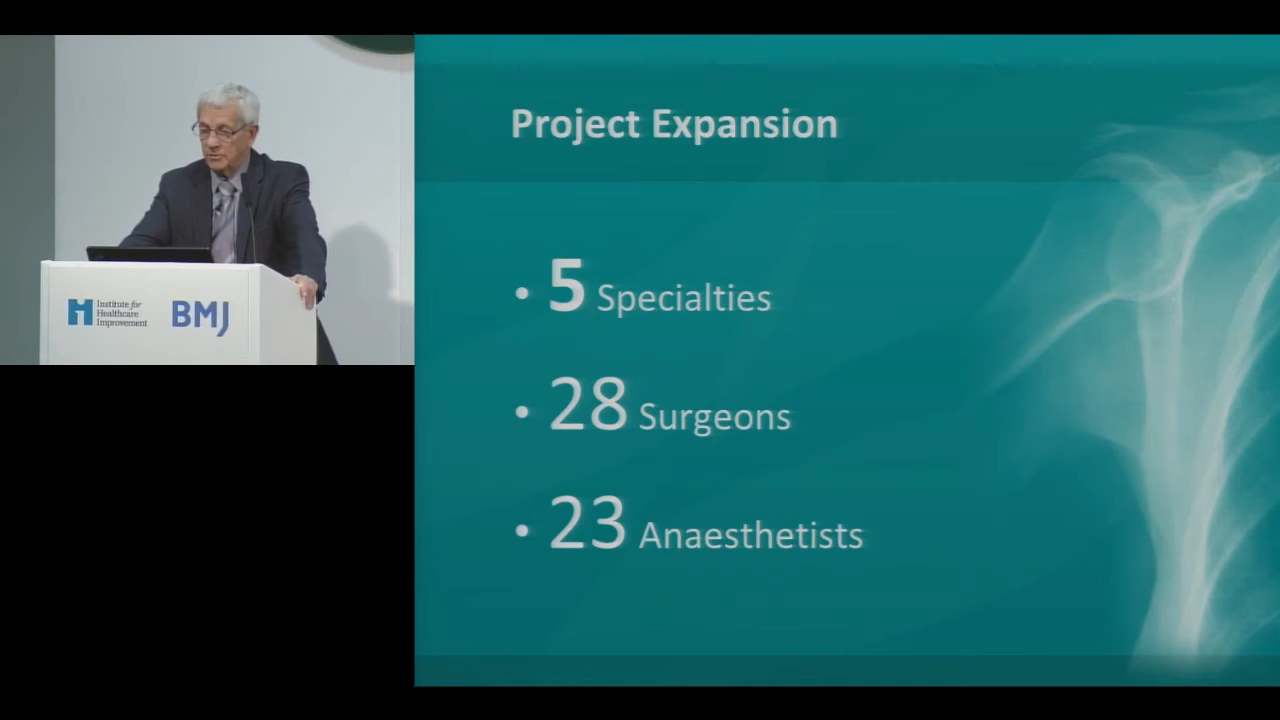 Project Expansion
• 5 Specialties
• 28 Surgeons
• 23 Anaesthetists
Institute for
Healthcare
Improvement
BMJ